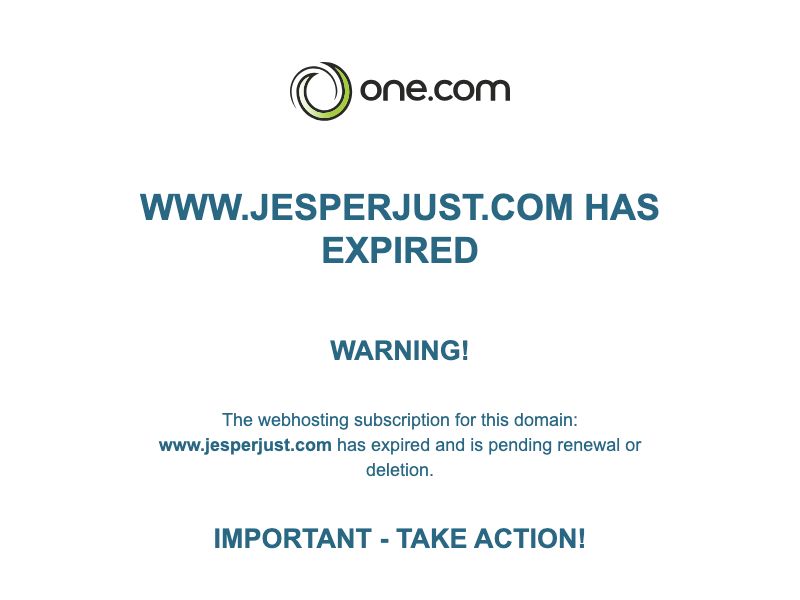 one.com
WWW.JESPERJUST.COM HAS
EXPIRED
WARNING!
The webhosting subscription for this domain:
www.jesperjust.com has expired and is pending renewal or
deletion.
IMPORTANT - TAKE ACTION!